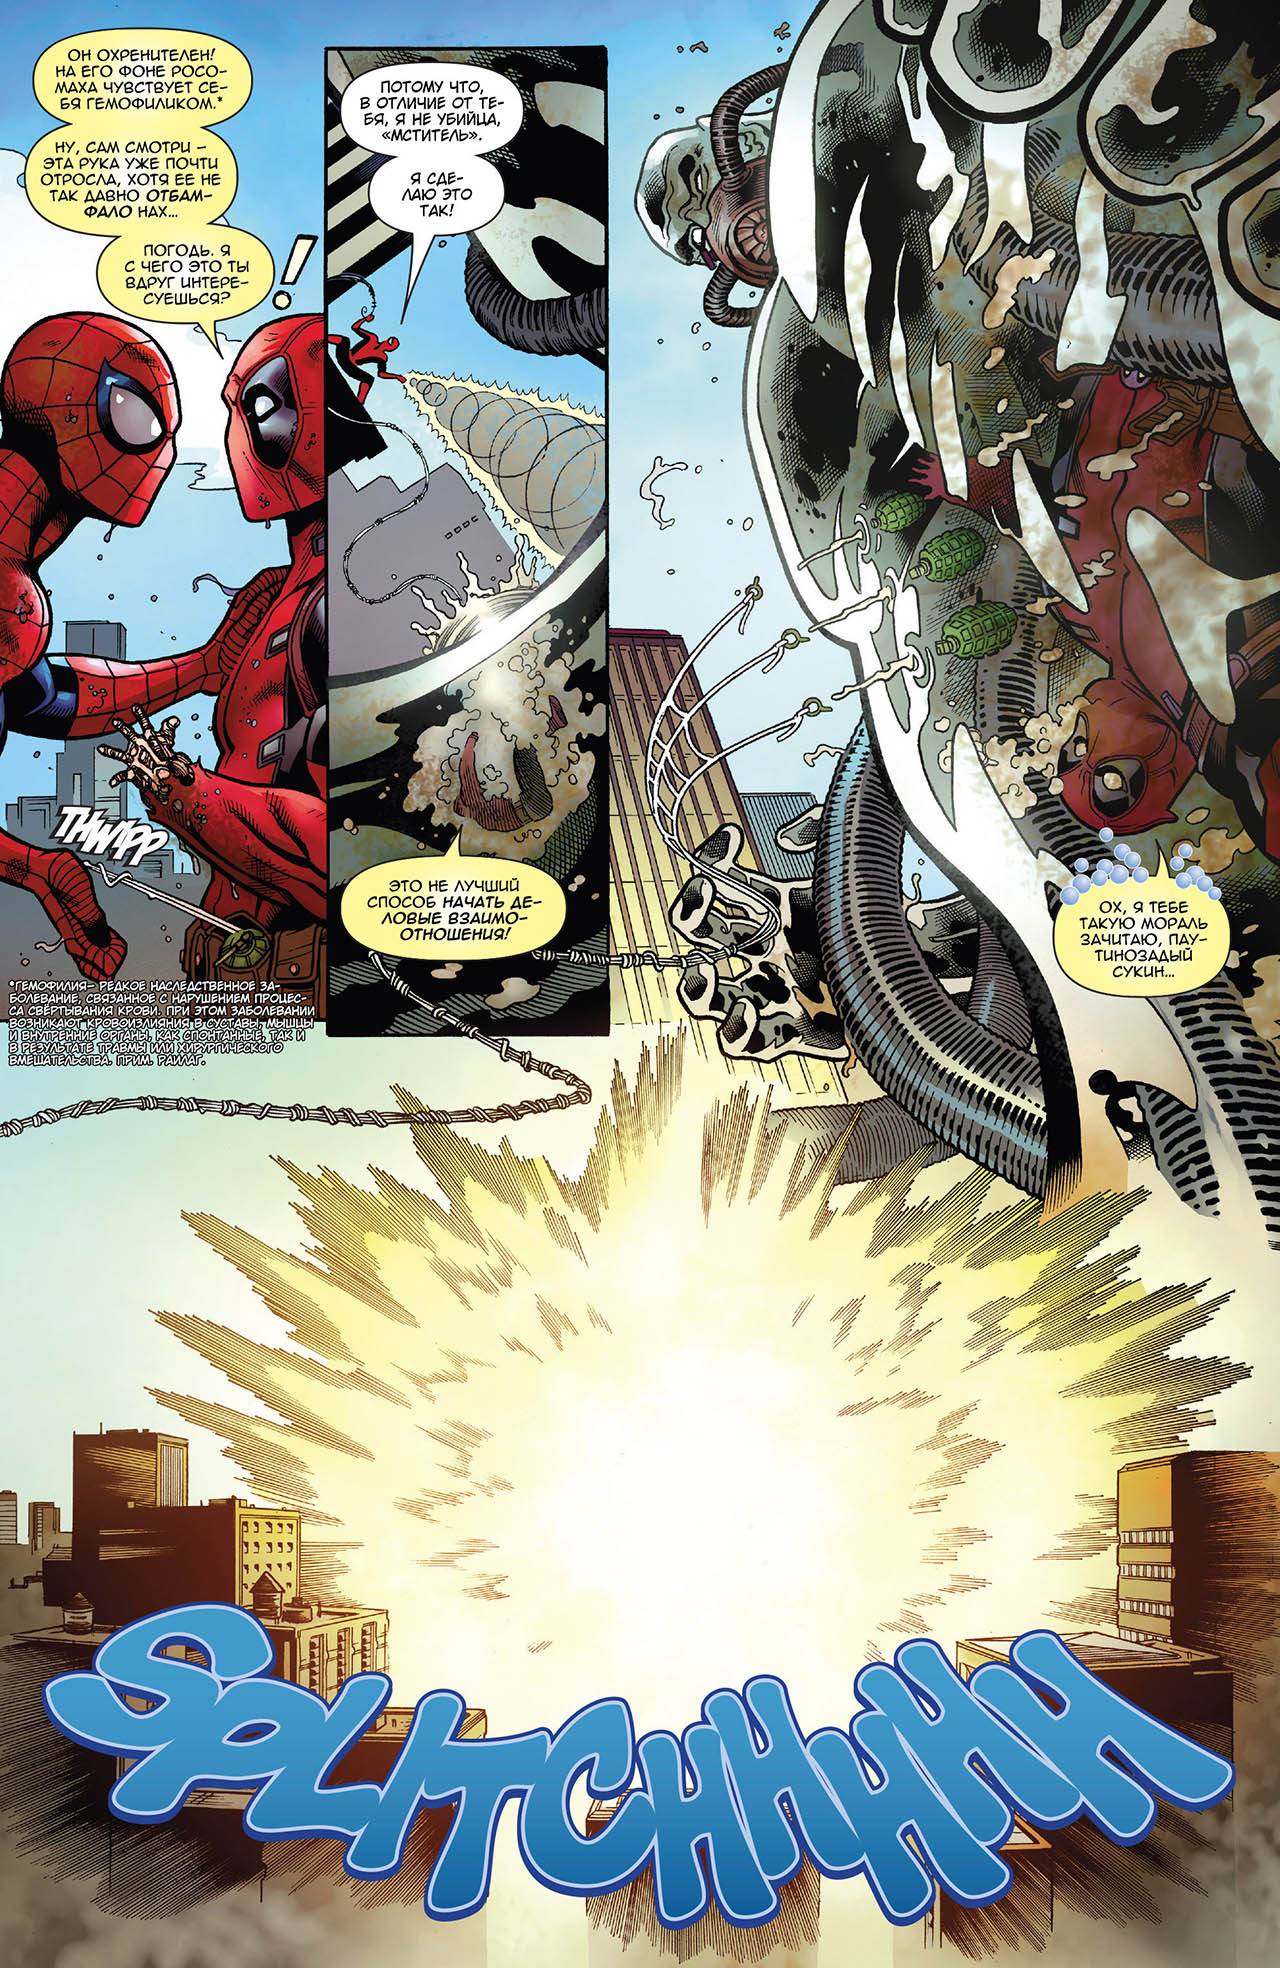 ОН ОХРЕНИТЕЛЕН!
НА ЕГО ФОНЕ РОСО-
МАХА ЧУВСТВУЕТ СЕ-
БЯ ГЕМОФИЛИКОМ.*
НУ, САМ СМОТРИ –
ЭТА РУКА УЖЕ ПОЧТИ
ОТРОСЛА, ХОТЯ ЕЕ НЕ
ТАК ДАВНО ОТБАМ-
ФАЛО НАХ...
ПОГОДЬ. Я
С ЧЕГО ЭТО ТЫ
ВДРУГ ИНТЕРЕ-
СУЕШЬСЯ?
!
THWAPP
*ГЕМОФИЛИЯ– РЕДКОЕ НАСЛЕДСТВЕННОЕ ЗА-
БОЛЕВАНИЕ, СВЯЗАННОЕ С НАРУШЕНИЕМ ПРОЦЕС-
СА СВЁРТЫВАНИЯ КРОВИ. ПРИ ЭТОМ ЗАБОЛЕВАНИИ
ВОЗНИКАЮТ КРОВОИЗЛИЯНИЯ В СУСТАВЫ, МЫШЦЫ
И ВНУТРЕННИЕ ОРГАНЫ, КАК СПОНТАННЫЕ, ТАК И
В РЕЗУЛЬТАТЕ ТРАВМЫ ИЛИ ХИРУРГИЧЕСКОГО
ВМЕШАТЕЛЬСТВА. ПРИМ. РАЙЛАГ.
ПОТОМУ ЧТО,
В ОТЛИЧИЕ ОТ ТЕ-
БЯ, Я НЕ УБИЙЦА,
«МСТИТЕЛЬ».
Я СДЕ-
ЛАЮ ЭТО
ТАК!
ЭТО НЕ ЛУЧШИЙ
СПОСОБ НАЧАТЬ ДЕ-
ЛОВЫЕ ВЗАИМО-
ОТНОШЕНИЯ!
ОХ, Я ТЕБЕ
ТАКУЮ МОРАЛЬ
ЗАЧИТАЮ, ПАУ-
ТИНОЗАДЫЙ
СУКИН...
SPLITCHHHHHH